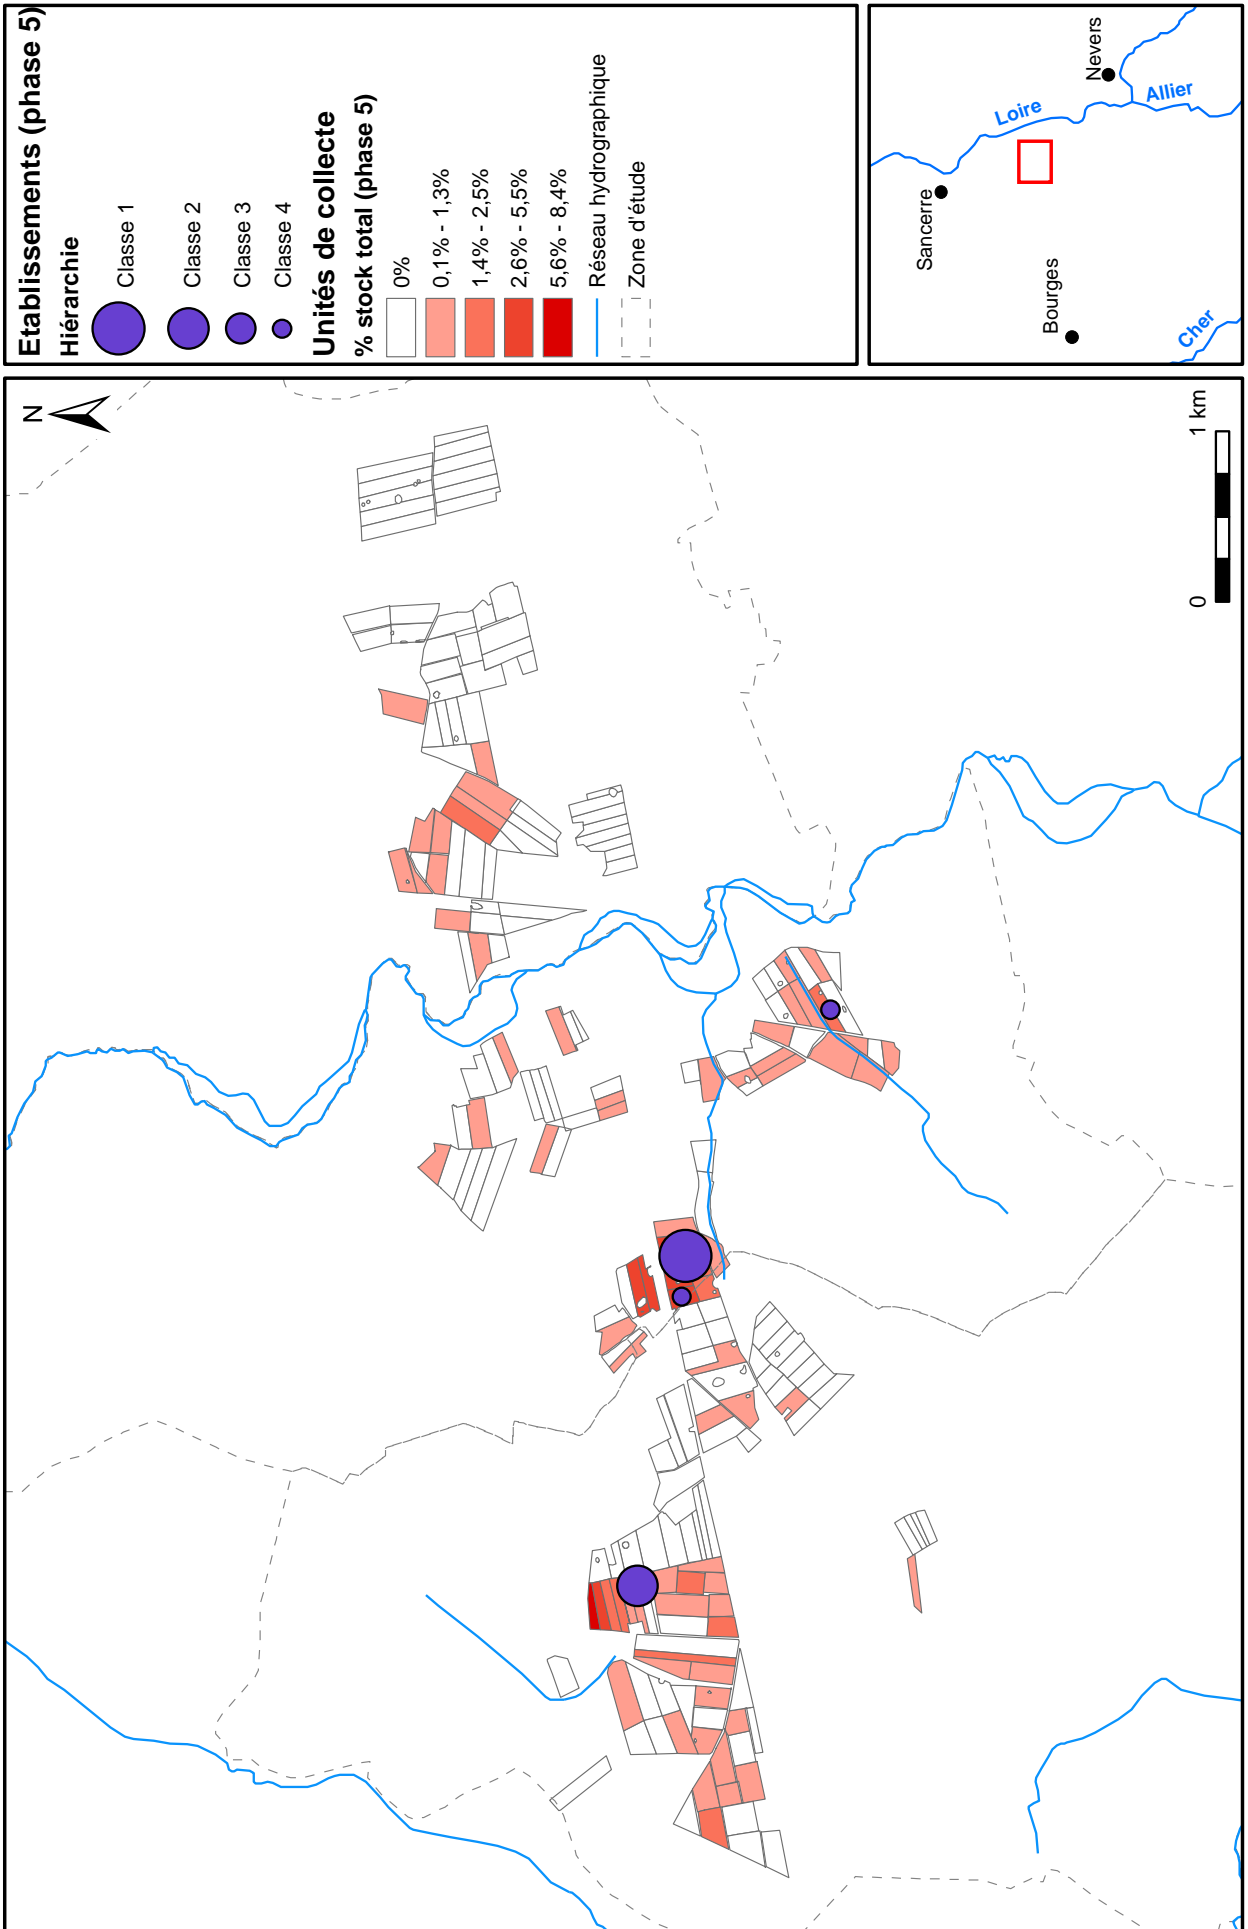 Etablissements (phase 5)
Hiérarchie
Classe 1
Classe 2
Classe 3
Classe 4
Unités de collecte
% stock total (phase 5)
0%
0,1% - 1,3%
1,4% - 2,5%
2,6% - 5,5%
5,6% - 8,4%
Réseau hydrographique
Zone d'étude
Sancerre
Loire
Nevers
Allier
Bourges
Cher
N
0 1 km